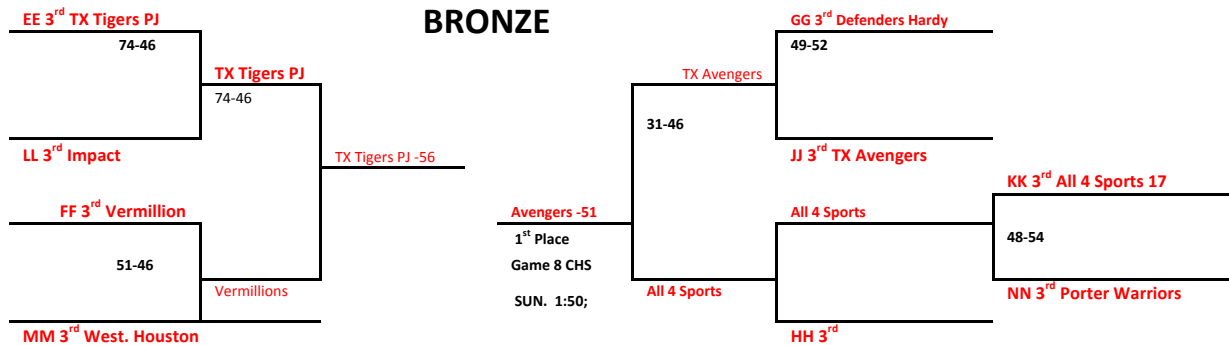 BRONZE
EE 3rd TX Tigers PJ
74-46
TX Tigers PJ
74-46
LL 3rd Impact
TX Tigers PJ -56
FF 3rd Vermillion
51-46
Vermillions
MM 3rd West. Houston
GG 3rd Defenders Hardy
49-52
TX Avengers
31-46
JJ 3rd TX Avengers
KK 3rd All 4 Sports 17
Avengers -51
All 4 Sports
1st Place
48-54
Game 8 CHS
SUN. 1:50;
All 4 Sports
NN 3rd Porter Warriors
HH 3rd